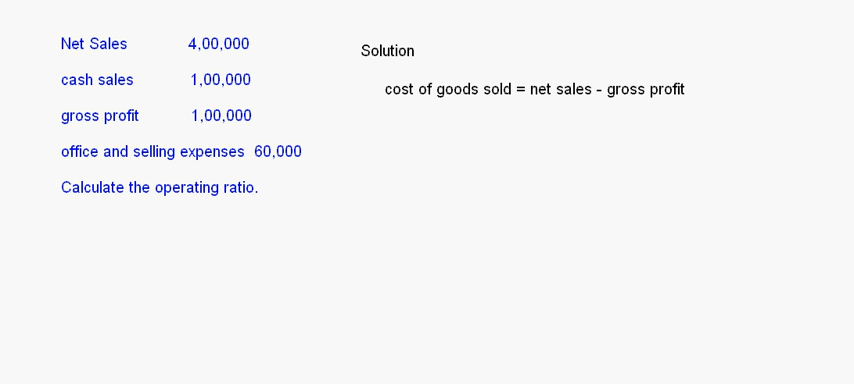 Net Sales 4,00,000
cash sales 1,00,000
gross profit 1,00,000
office and selling expenses 60,000
Calculate the operating ratio.
Solution
cost of goods sold = net sales - gross profit